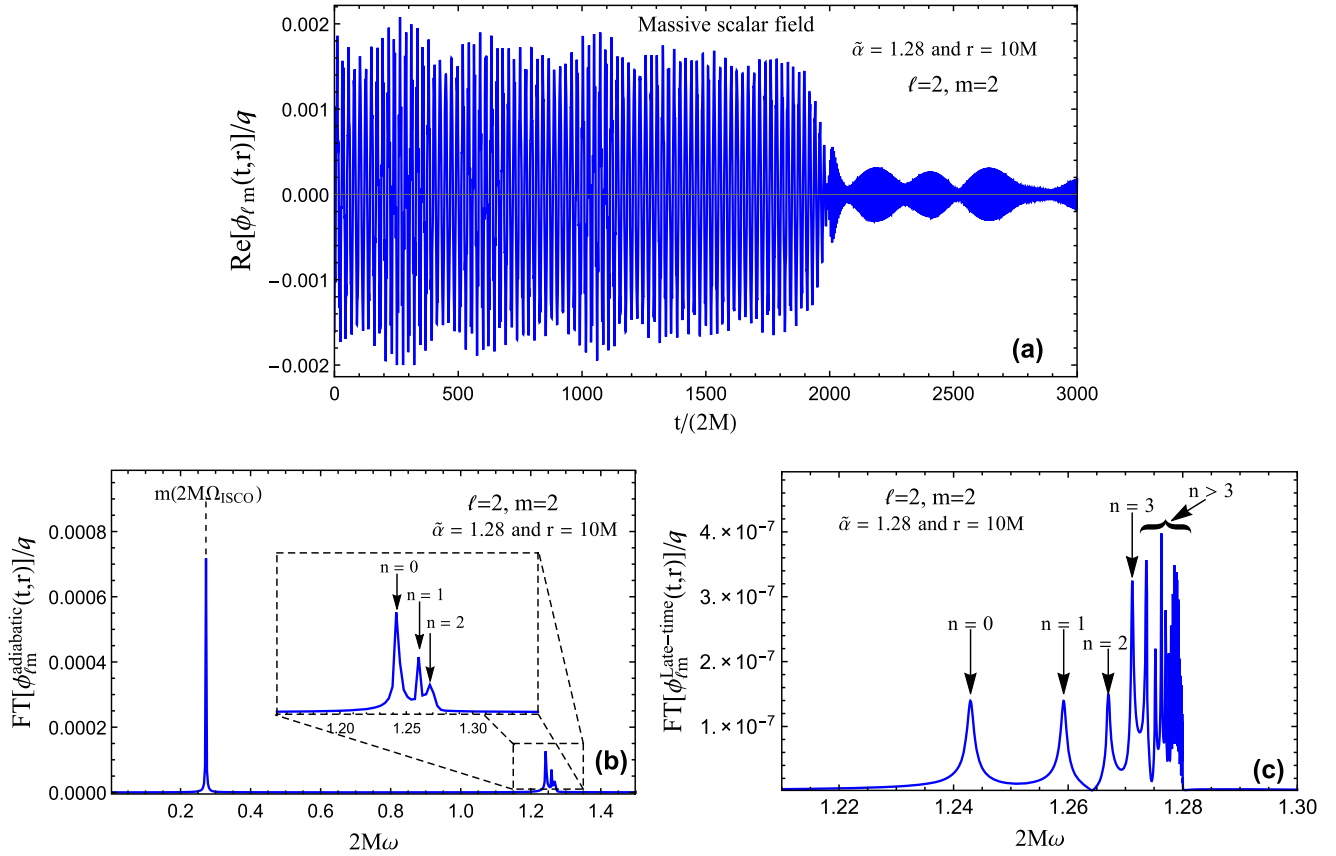 Massive scalar field
α̃ = 1.28 and r = 10M
ℓ=2, m=2
Re[ϕℓ m(t,r)]/q
0.002
0.001
0.000
−0.001
−0.002
(a)
0 500 1000 1500 2000 2500 3000
t/(2M)
m(2MΩISCO)
ℓ=2, m=2
α̃ = 1.28 and r = 10M
n = 0
n = 1
n = 2
1.20 1.26 1.30
FT[ϕℓm^adiabatic(t,r)]/q
0.0008
0.0006
0.0004
0.0002
0.0000
(b)
0.2 0.4 0.6 0.8 1.0 1.2 1.4
2Mω
ℓ=2, m=2
α̃ = 1.28 and r = 10M
n = 3
n > 3
n = 0
n = 1
n = 2
FT[ϕℓm^Late−time(t,r)]/q
4.×10^-7
3.×10^-7
2.×10^-7
1.×10^-7
(c)
1.22 1.24 1.26 1.28 1.30
2Mω